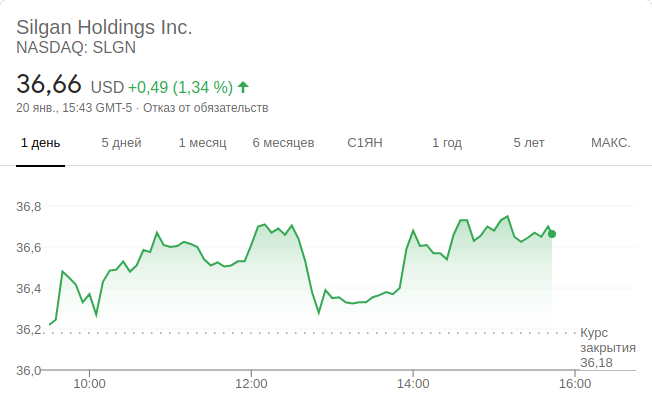 Silgan Holdings Inc.
NASDAQ: SLGN
36,66 USD +0,49 (1,34 %)
20 янв., 15:43 GMT-5 · Отказ от обязательств
1 день 5 дней 1 месяц 6 месяцев С1ЯН 1 год 5 лет МАКС.
36,8
36,6
36,4
36,2
36,0
Курс
закрытия
36,18
10:00 12:00 14:00 16:00